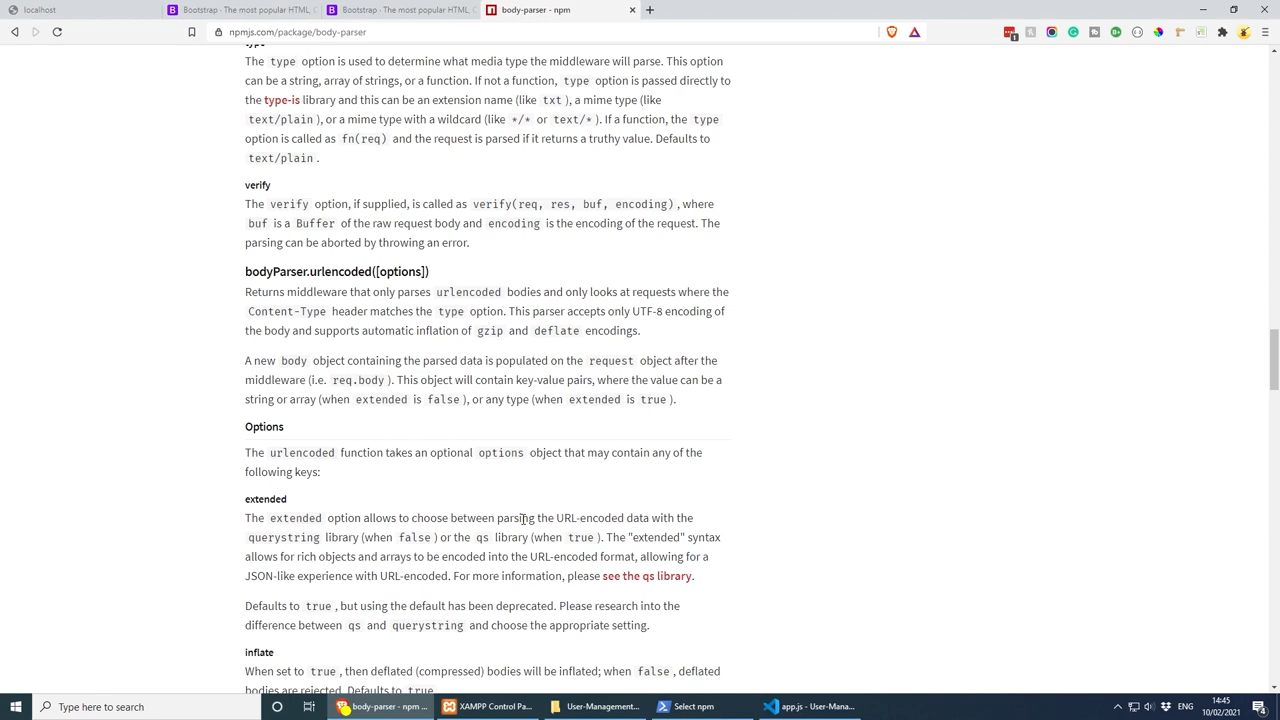 localhost
Bootstrap · The most popular HTML, C
Bootstrap · The most popular HTML, C
body-parser - npm
npmjs.com/package/body-parser
type
The type option is used to determine what media type the middleware will parse. This option
can be a string, array of strings, or a function. If not a function, type option is passed directly to
the type-is library and this can be an extension name (like txt ), a mime type (like
text/plain ), or a mime type with a wildcard (like */* or text/* ). If a function, the type
option is called as fn(req) and the request is parsed if it returns a truthy value. Defaults to
text/plain .
verify
The verify option, if supplied, is called as verify(req, res, buf, encoding) , where
buf is a Buffer of the raw request body and encoding is the encoding of the request. The
parsing can be aborted by throwing an error.
bodyParser.urlencoded([options])
Returns middleware that only parses urlencoded bodies and only looks at requests where the
Content-Type header matches the type option. This parser accepts only UTF-8 encoding of
the body and supports automatic inflation of gzip and deflate encodings.
A new body object containing the parsed data is populated on the request object after the
middleware (i.e. req.body ). This object will contain key-value pairs, where the value can be a
string or array (when extended is false ), or any type (when extended is true ).
Options
The urlencoded function takes an optional options object that may contain any of the
following keys:
extended
The extended option allows to choose between parsing the URL-encoded data with the
querystring library (when false ) or the qs library (when true ). The "extended" syntax
allows for rich objects and arrays to be encoded into the URL-encoded format, allowing for a
JSON-like experience with URL-encoded. For more information, please see the qs library.
Defaults to true , but using the default has been deprecated. Please research into the
difference between qs and querystring and choose the appropriate setting.
inflate
When set to true , then deflated (compressed) bodies will be inflated; when false , deflated
bodies are rejected. Defaults to true
Type here to search
body-parser - npm ...
XAMPP Control Pa...
User-Management...
Select npm
app.js - User-Mana...
14:45
10/02/2021
4